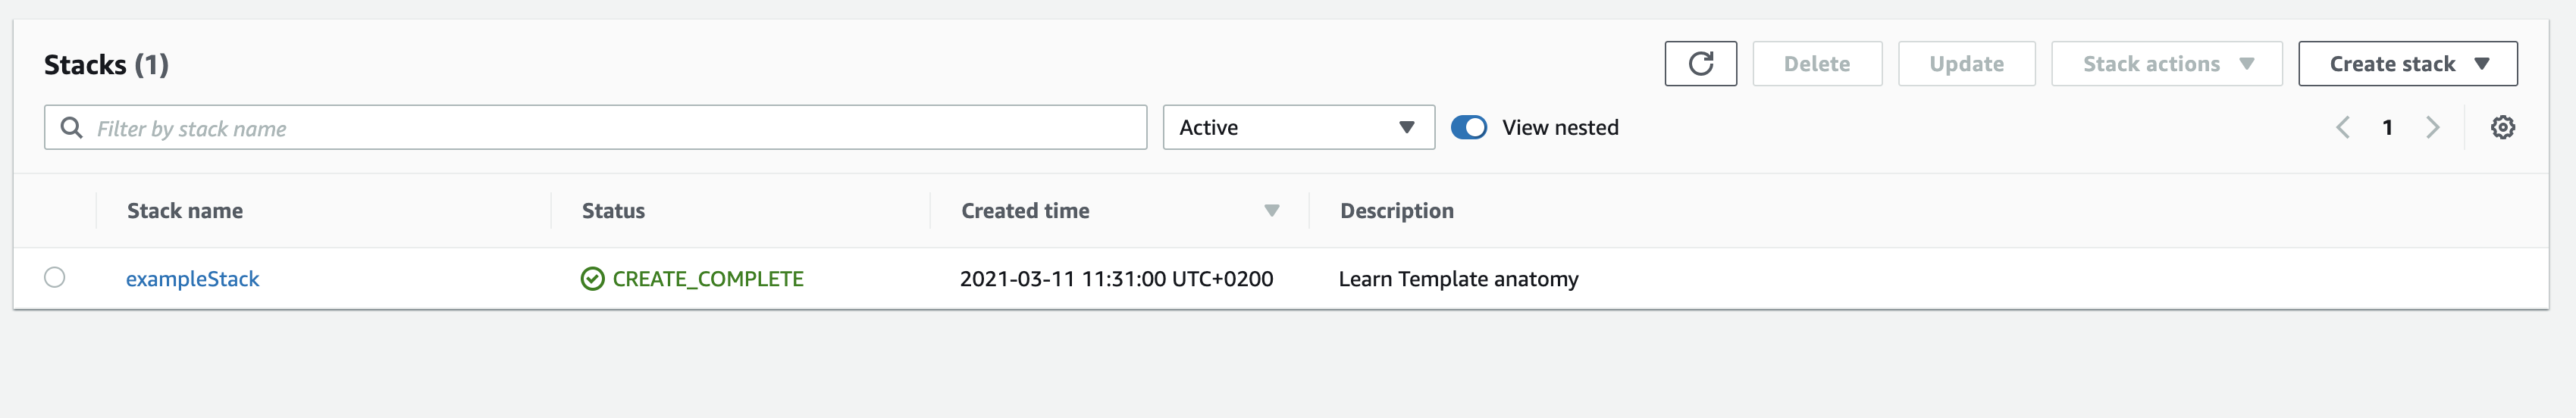 Stacks (1)
Delete
Update
Stack actions
Create stack
Filter by stack name
Active
View nested
1
Stack name
Status
Created time
Description
exampleStack
CREATE_COMPLETE
2021-03-11 11:31:00 UTC+0200
Learn Template anatomy